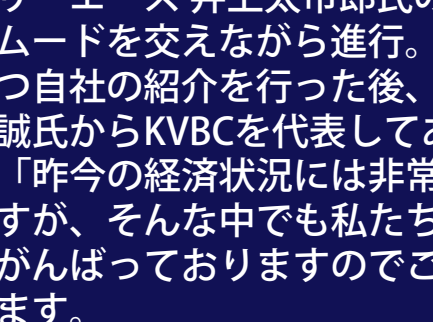 ムードを交えながら進行。
つ自社の紹介を行った後、
誠氏からKVBCを代表して
「昨今の経済状況には非常
すが、そんな中でも私たち
がんばっておりますのでご
ます。